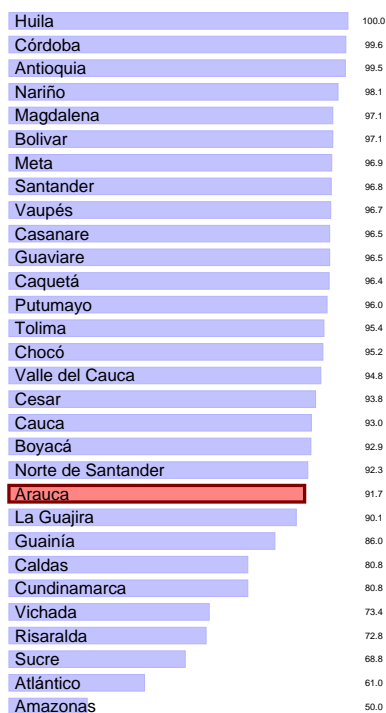 Huila 100.0
Córdoba 99.6
Antioquia 99.5
Nariño 98.1
Magdalena 97.1
Bolivar 97.1
Meta 96.9
Santander 96.8
Vaupés 96.7
Casanare 96.5
Guaviare 96.5
Caquetá 96.4
Putumayo 96.0
Tolima 95.4
Chocó 95.2
Valle del Cauca 94.8
Cesar 93.8
Cauca 93.0
Boyacá 92.9
Norte de Santander 92.3
Arauca 91.7
La Guajira 90.1
Guainía 86.0
Caldas 80.8
Cundinamarca 80.8
Vichada 73.4
Risaralda 72.8
Sucre 68.8
Atlántico 61.0
Amazonas 50.0